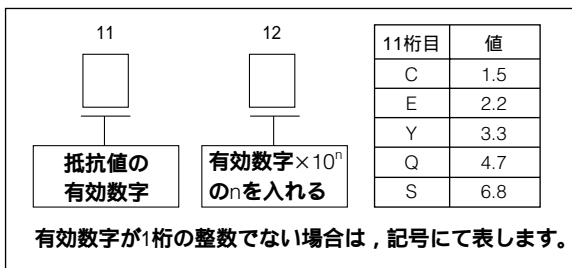 11
12
抵抗値の
有効数字
有効数字×10ⁿ
のnを入れる
11桁目 値
C 1.5
E 2.2
Y 3.3
Q 4.7
S 6.8
有効数字が1桁の整数でない場合は，記号にて表します。